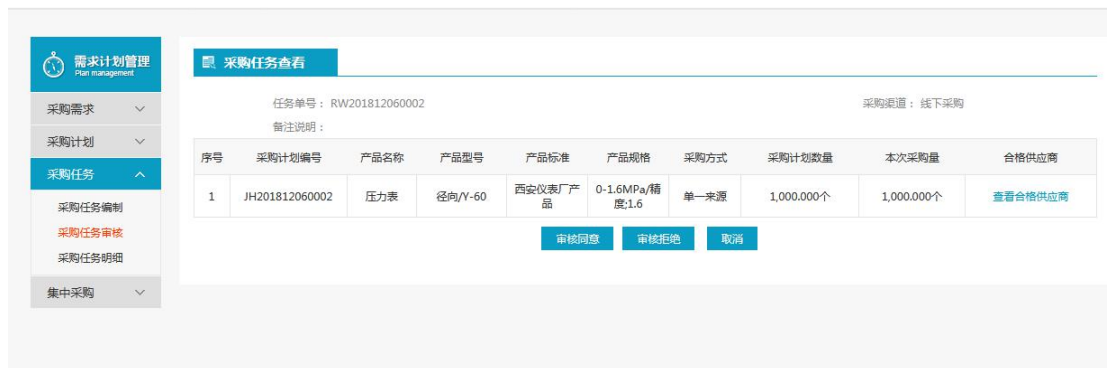 需求计划管理
Plan management
采购需求
采购计划
采购任务
采购任务编制
采购任务审核
采购任务明细
集中采购
采购任务查看
任务单号： RW201812060002 采购渠道： 线下采购
备注说明：
序号 采购计划编号 产品名称 产品型号 产品标准 产品规格 采购方式 采购计划数量 本次采购量 合格供应商
1 JH201812060002 压力表 径向/Y-60 西安仪表厂产品 0-1.6MPa/精度;1.6 单一来源 1,000.000个 1,000.000个 查看合格供应商
审核同意 审核拒绝 取消